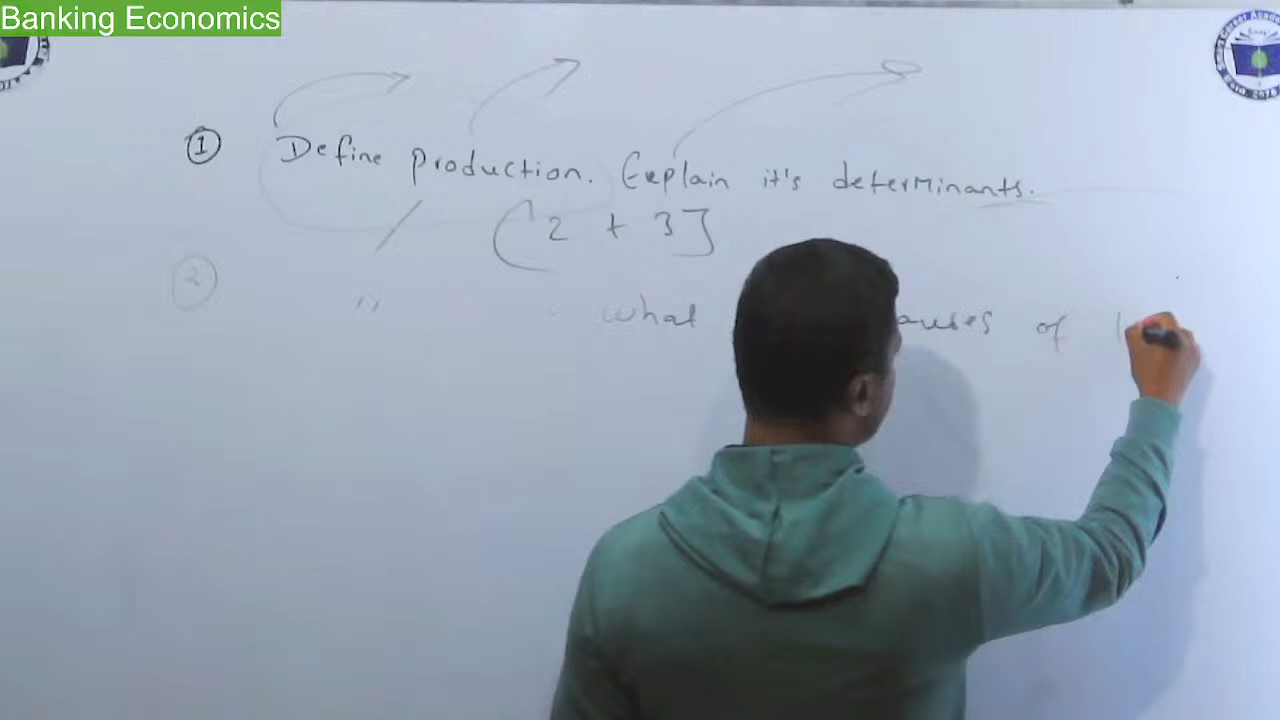 Banking Economics
① Define production. Explain it's determinants.
(2 + 3]
② " . what auses of